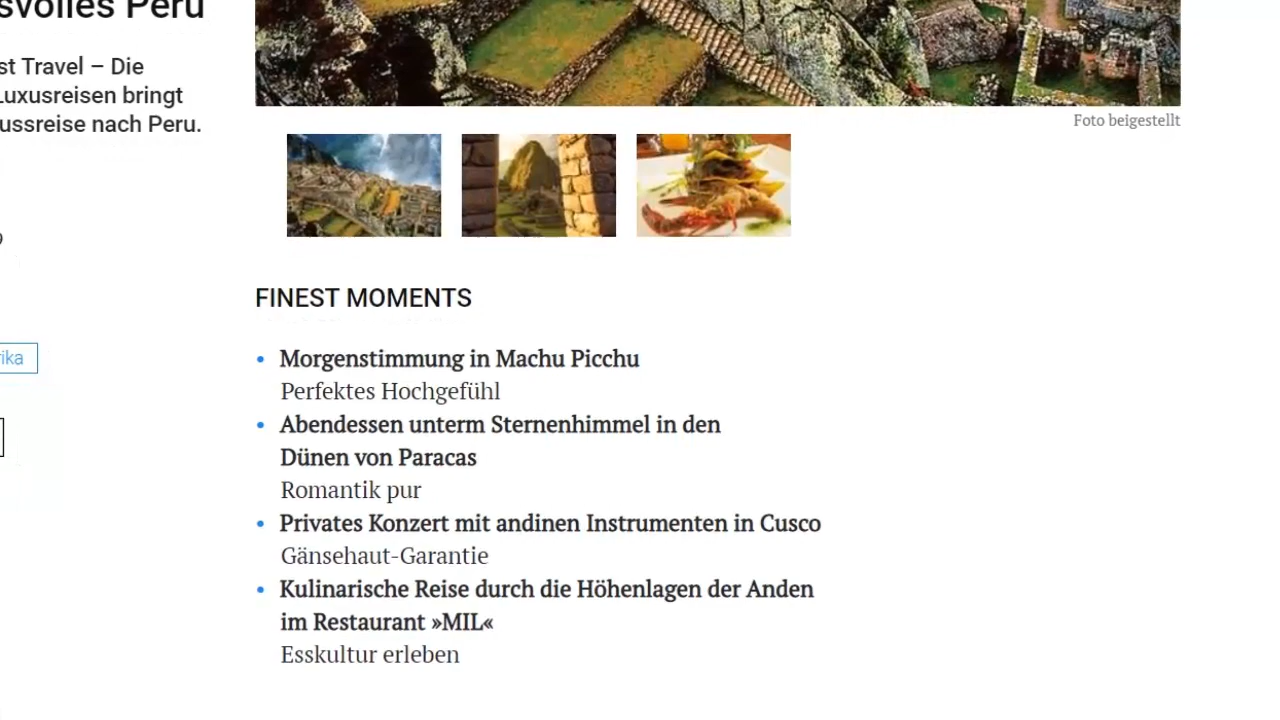 svolles Peru
st Travel – Die
Luxusreisen bringt
ussreise nach Peru.
Foto beigestellt
rika
FINEST MOMENTS
• Morgenstimmung in Machu Picchu
Perfektes Hochgefühl
• Abendessen unterm Sternenhimmel in den
Dünen von Paracas
Romantik pur
• Privates Konzert mit andinen Instrumenten in Cusco
Gänsehaut-Garantie
• Kulinarische Reise durch die Höhenlagen der Anden
im Restaurant »MIL«
Esskultur erleben